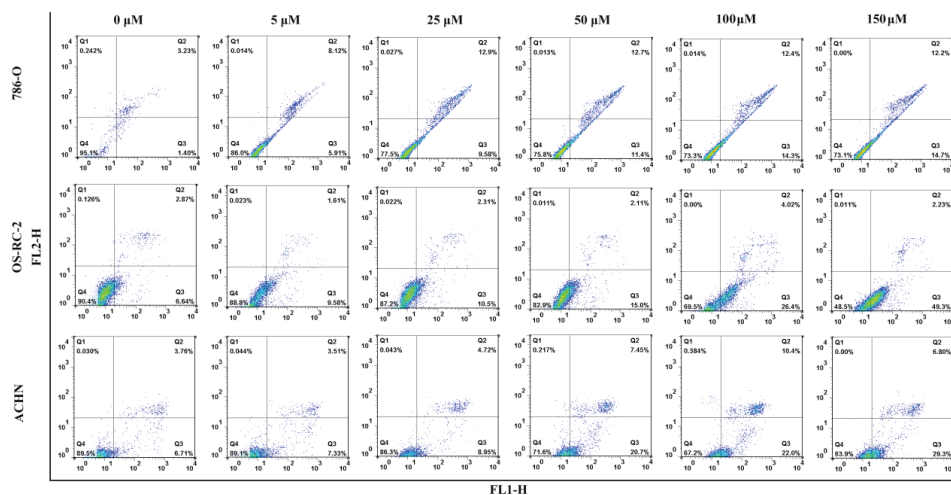 0 µM 5 µM 25 µM 50 µM 100µM 150µM
786-O
Q1 Q2 Q1 Q2 Q1 Q2 Q1 Q2 Q1 Q2 Q1 Q2
0.242% 3.23% 0.014% 8.12% 0.027% 12.9% 0.013% 12.7% 0.014% 12.4% 0.00% 12.2%
Q4 Q3 Q4 Q3 Q4 Q3 Q4 Q3 Q4 Q3 Q4 Q3
95.1% 1.40% 86.0% 5.91% 77.5% 9.58% 75.8% 11.4% 73.3% 14.3% 73.1% 14.7%
OS-RC-2
FL2-H
Q1 Q2 Q1 Q2 Q1 Q2 Q1 Q2 Q1 Q2 Q1 Q2
0.126% 2.87% 0.023% 1.61% 0.022% 2.31% 0.011% 2.11% 0.00% 4.02% 0.011% 2.23%
Q4 Q3 Q4 Q3 Q4 Q3 Q4 Q3 Q4 Q3 Q4 Q3
90.4% 6.64% 88.8% 9.58% 87.2% 10.5% 82.9% 15.0% 69.5% 26.4% 48.5% 49.3%
ACHN
Q1 Q2 Q1 Q2 Q1 Q2 Q1 Q2 Q1 Q2 Q1 Q2
0.030% 3.76% 0.044% 3.51% 0.043% 4.72% 0.217% 7.45% 0.384% 10.4% 0.00% 6.80%
Q4 Q3 Q4 Q3 Q4 Q3 Q4 Q3 Q4 Q3 Q4 Q3
89.5% 6.71% 89.1% 7.33% 86.3% 8.95% 71.6% 20.7% 67.2% 22.0% 63.9% 29.3%
FL1-H